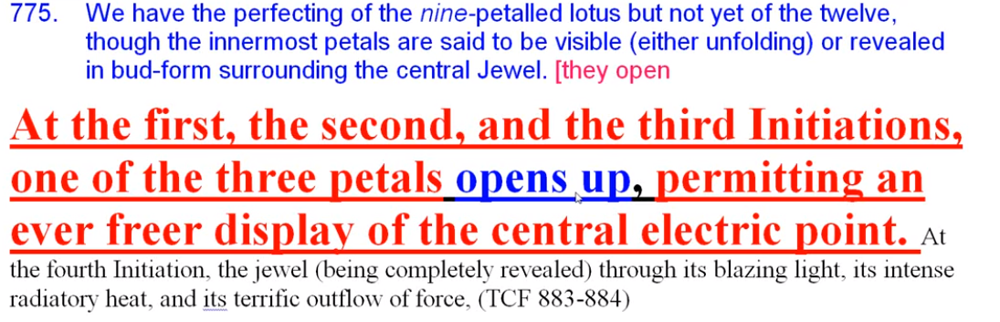 775. We have the perfecting of the nine-petalled lotus but not yet of the twelve,
though the innermost petals are said to be visible (either unfolding) or revealed
in bud-form surrounding the central Jewel. [they open
At the first, the second, and the third Initiations,
one of the three petals opens up, permitting an
ever freer display of the central electric point. At
the fourth Initiation, the jewel (being completely revealed) through its blazing light, its intense
radiatory heat, and its terrific outflow of force, (TCF 883-884)